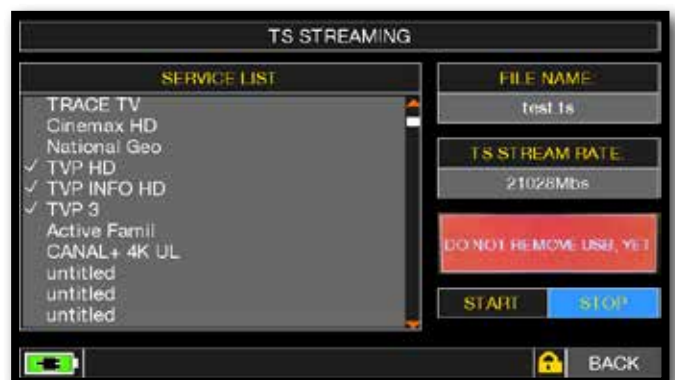 TS STREAMING
SERVICE LIST
TRACE TV
Cinemax HD
National Geo
✓ TVP HD
✓ TVP INFO HD
✓ TVP 3
Active Famil
CANAL+ 4K UL
untitled
untitled
untitled
FILE NAME:
test.ts
TS STREAM RATE:
21028Mbs
DO NOT REMOVE USB, YET
START
STOP
BACK